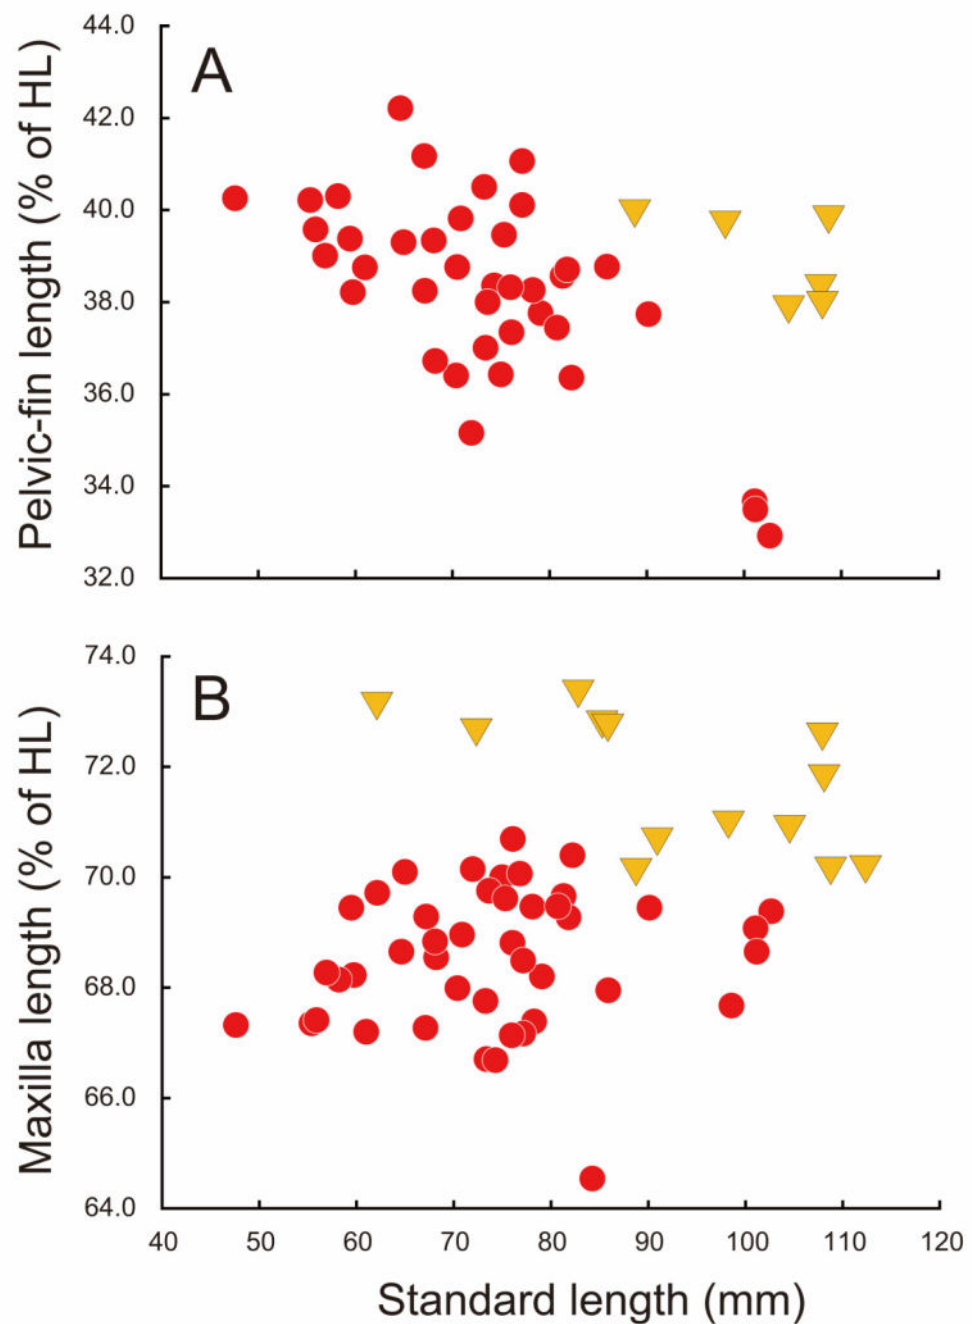 A
Pelvic-fin length (% of HL)
44.0
42.0
40.0
38.0
36.0
34.0
32.0
B
Maxilla length (% of HL)
74.0
72.0
70.0
68.0
66.0
64.0
40 50 60 70 80 90 100 110 120
Standard length (mm)